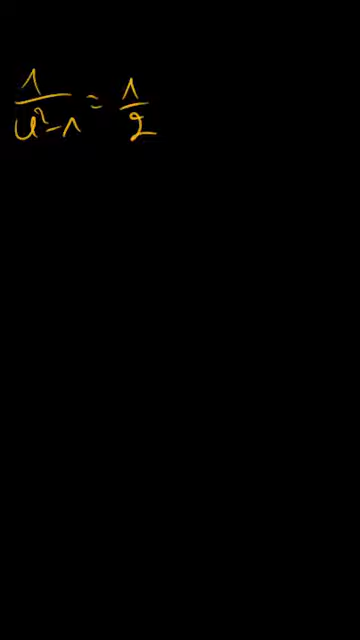 1/(u²-1) = 1/2